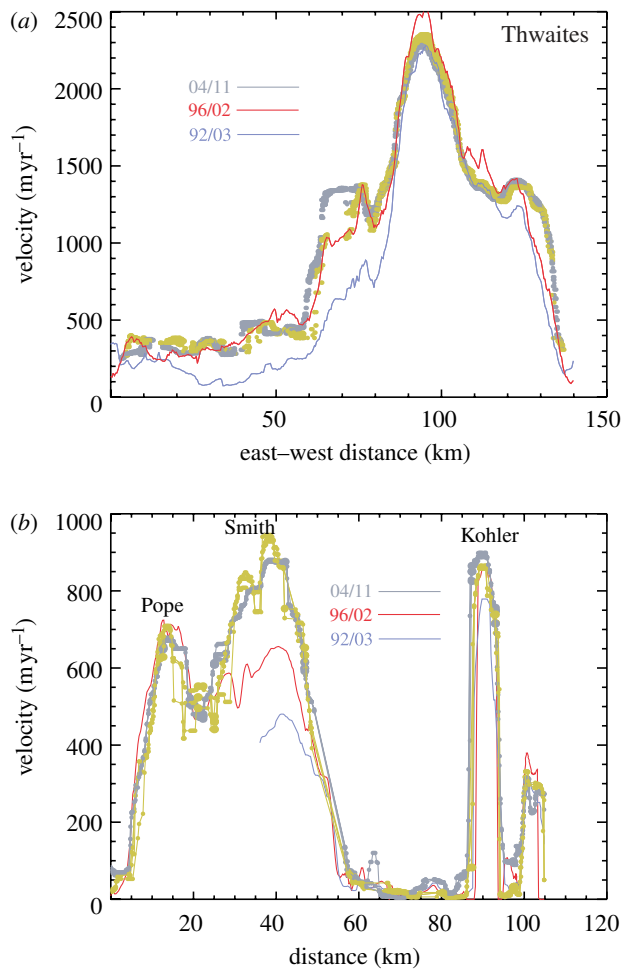 (a)
2500
Thwaites
04/11
96/02
92/03
2000
1500
1000
500
0
velocity (m yr⁻¹)
50
100
150
east–west distance (km)
(b)
1000
Smith
Kohler
Pope
04/11
96/02
92/03
800
600
400
200
0
velocity (m yr⁻¹)
20
40
60
80
100
120
distance (km)